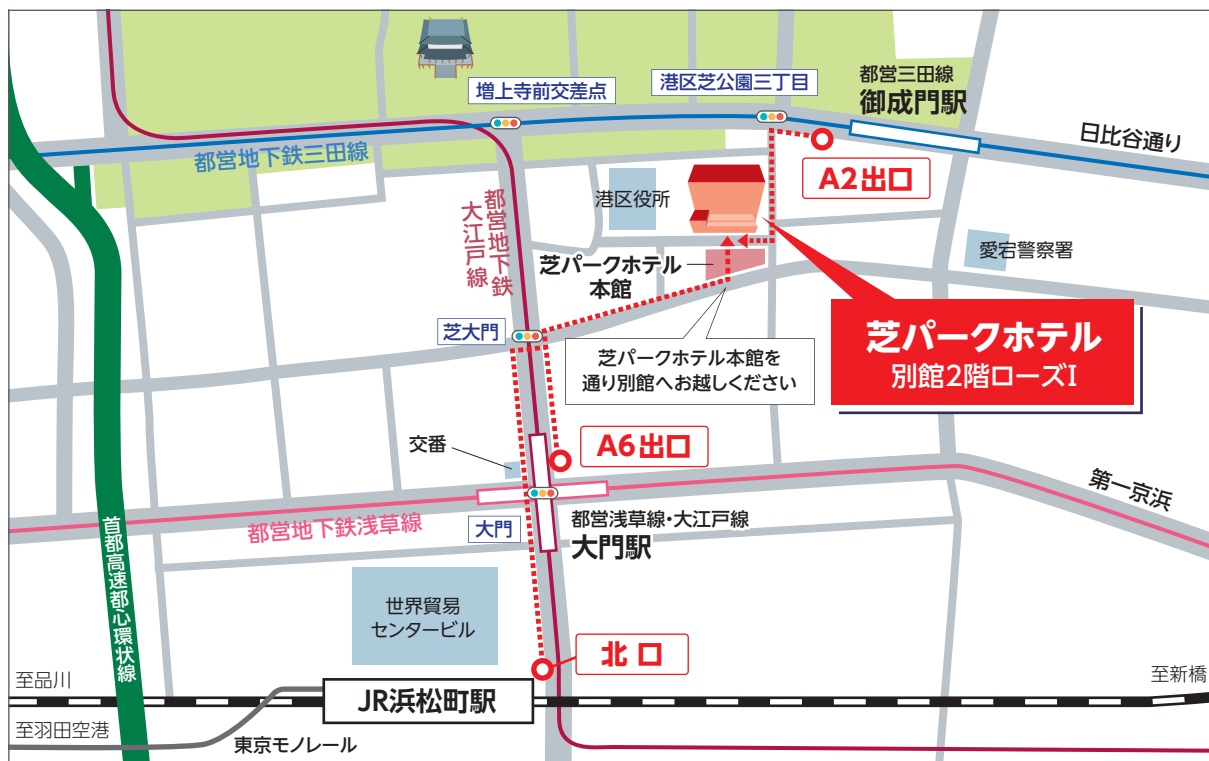 増上寺前交差点
港区芝公園三丁目
都営三田線
御成門駅
日比谷通り
都営地下鉄三田線
A2出口
港区役所
都営地下鉄
大江戸線
芝パークホテル
本館
愛宕警察署
芝大門
芝パークホテル本館を
通り別館へお越しください
芝パークホテル
別館2階ローズI
交番
A6出口
第一京浜
都営地下鉄浅草線
大門
都営浅草線・大江戸線
大門駅
首都高速都心環状線
世界貿易
センタービル
北口
至品川
至新橋
JR浜松町駅
至羽田空港
東京モノレール